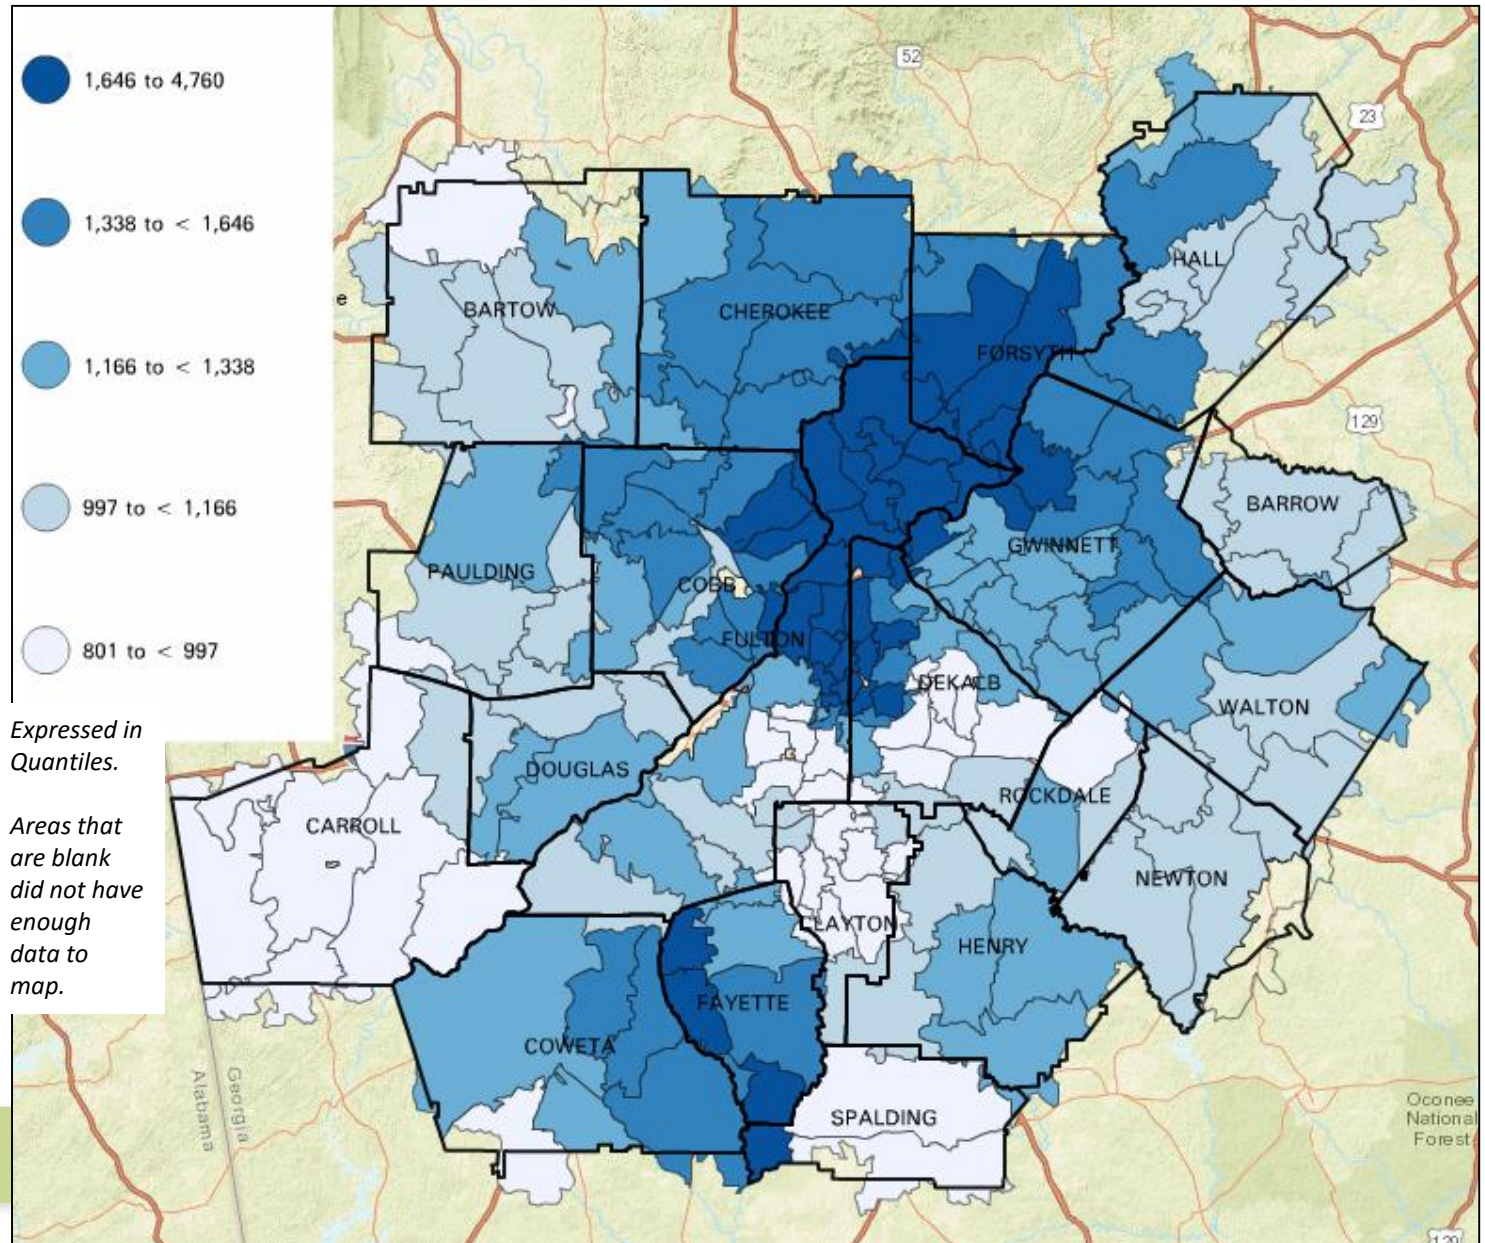 1,646 to 4,760
1,338 to < 1,646
1,166 to < 1,338
997 to < 1,166
801 to < 997
Expressed in
Quantiles.
Areas that
are blank
did not have
enough
data to
map.
52
23
HALL
e
BARTOW
CHEROKEE
FORSYTH
129
BARROW
GWINNETT
PAULDING
COBB
FULTON
DEKALB
WALTON
DOUGLAS
ROCKDALE
CARROLL
NEWTON
CLAYTON
HENRY
FAYETTE
COWETA
SPALDING
Alabama
Georgia
Oconee
National
Forest
129